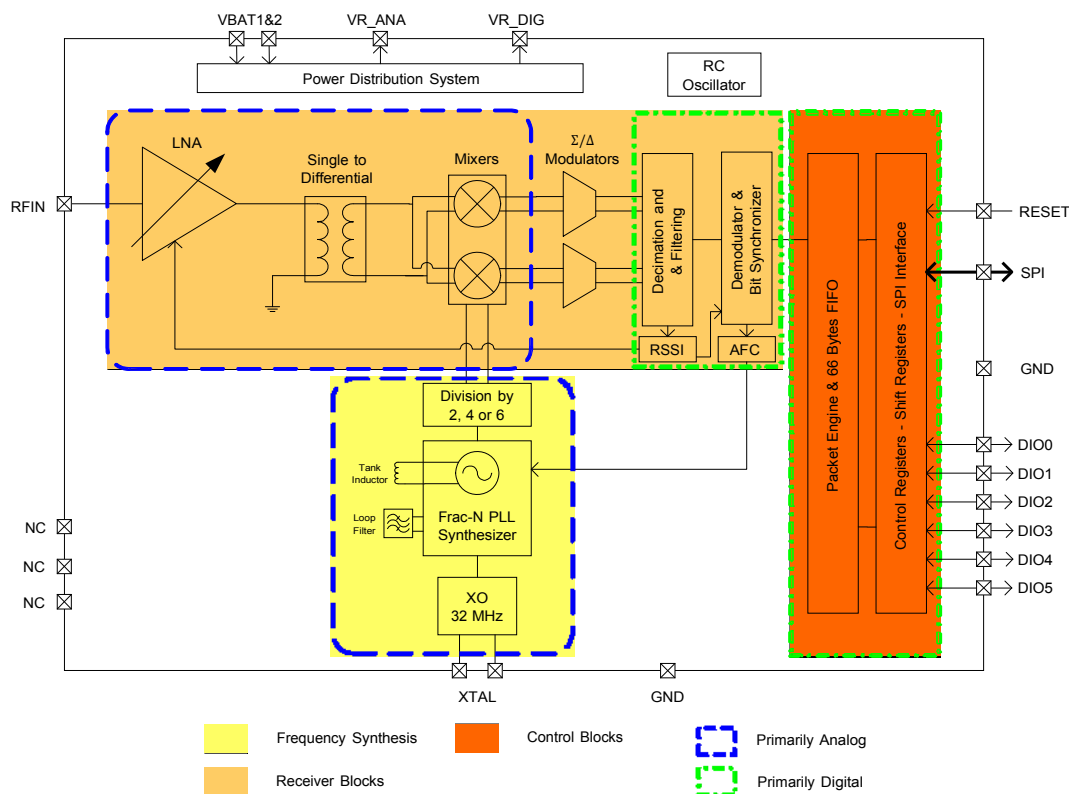 VBAT1&2
VR_ANA
VR_DIG
Power Distribution System
RC
Oscillator
LNA
Single to
Differential
Mixers
Σ/Δ
Modulators
RFIN
Decimation and
& Filtering
Demodulator &
Bit Synchronizer
RSSI
AFC
Packet Engine & 66 Bytes FIFO
Control Registers - Shift Registers - SPI Interface
RESET
SPI
GND
DIO0
DIO1
DIO2
DIO3
DIO4
DIO5
Division by
2, 4 or 6
Tank
Inductor
Loop
Filter
Frac-N PLL
Synthesizer
XO
32 MHz
NC
NC
NC
XTAL
GND
Frequency Synthesis
Control Blocks
Primarily Analog
Receiver Blocks
Primarily Digital